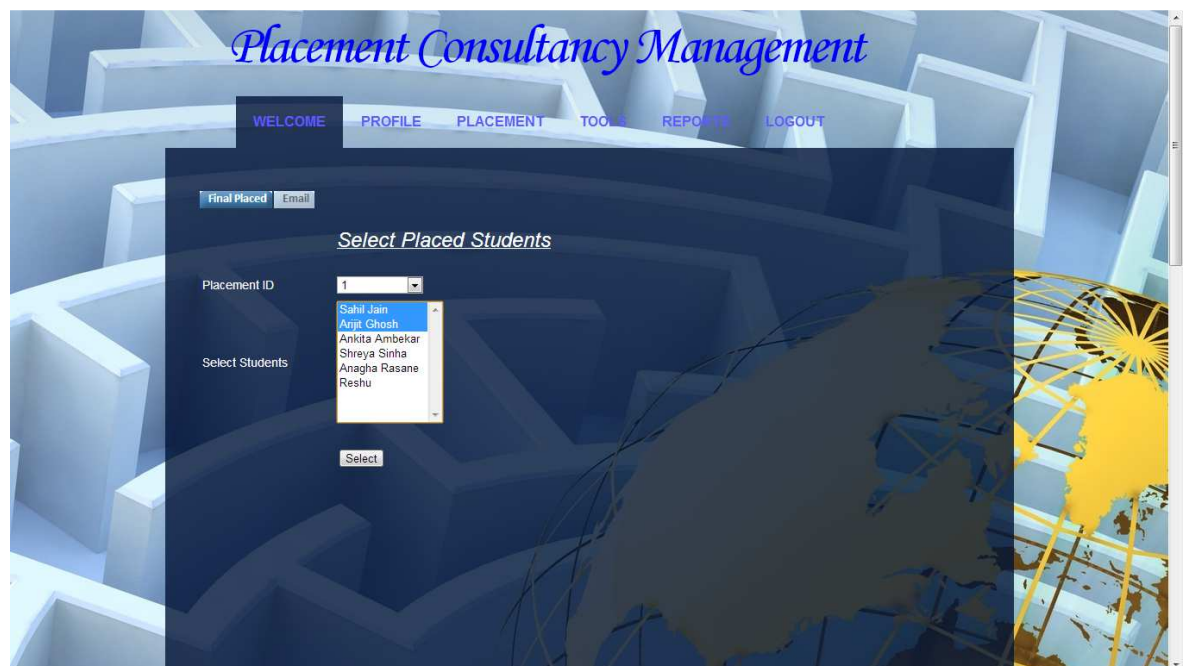 Placement Consultancy Management
WELCOME PROFILE PLACEMENT TOOLS REPORTS LOGOUT
Final Placed Email
Select Placed Students
Placement ID 1
Select Students
Sahil Jain
Arijit Ghosh
Ankita Ambekar
Shreya Sinha
Anagha Rasane
Reshu
Select